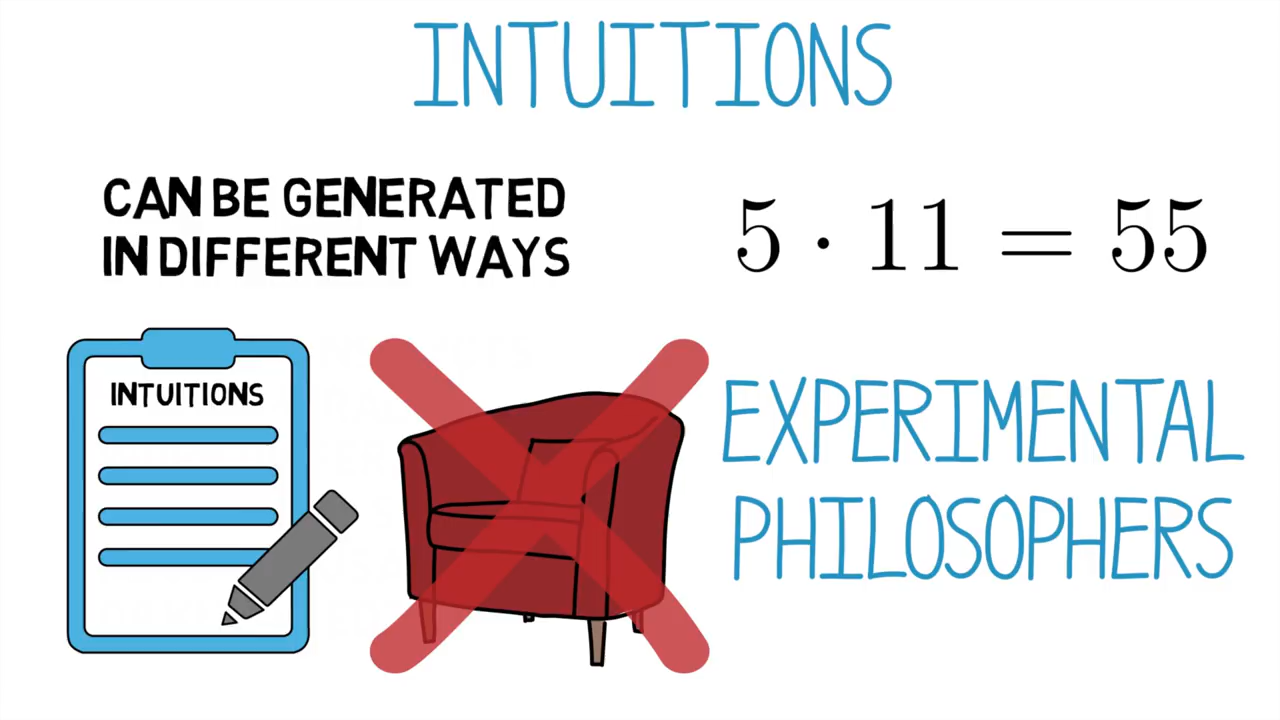 INTUITIONS
CAN BE GENERATED
IN DIFFERENT WAYS
5 · 11 = 55
INTUITIONS
EXPERIMENTAL
PHILOSOPHERS